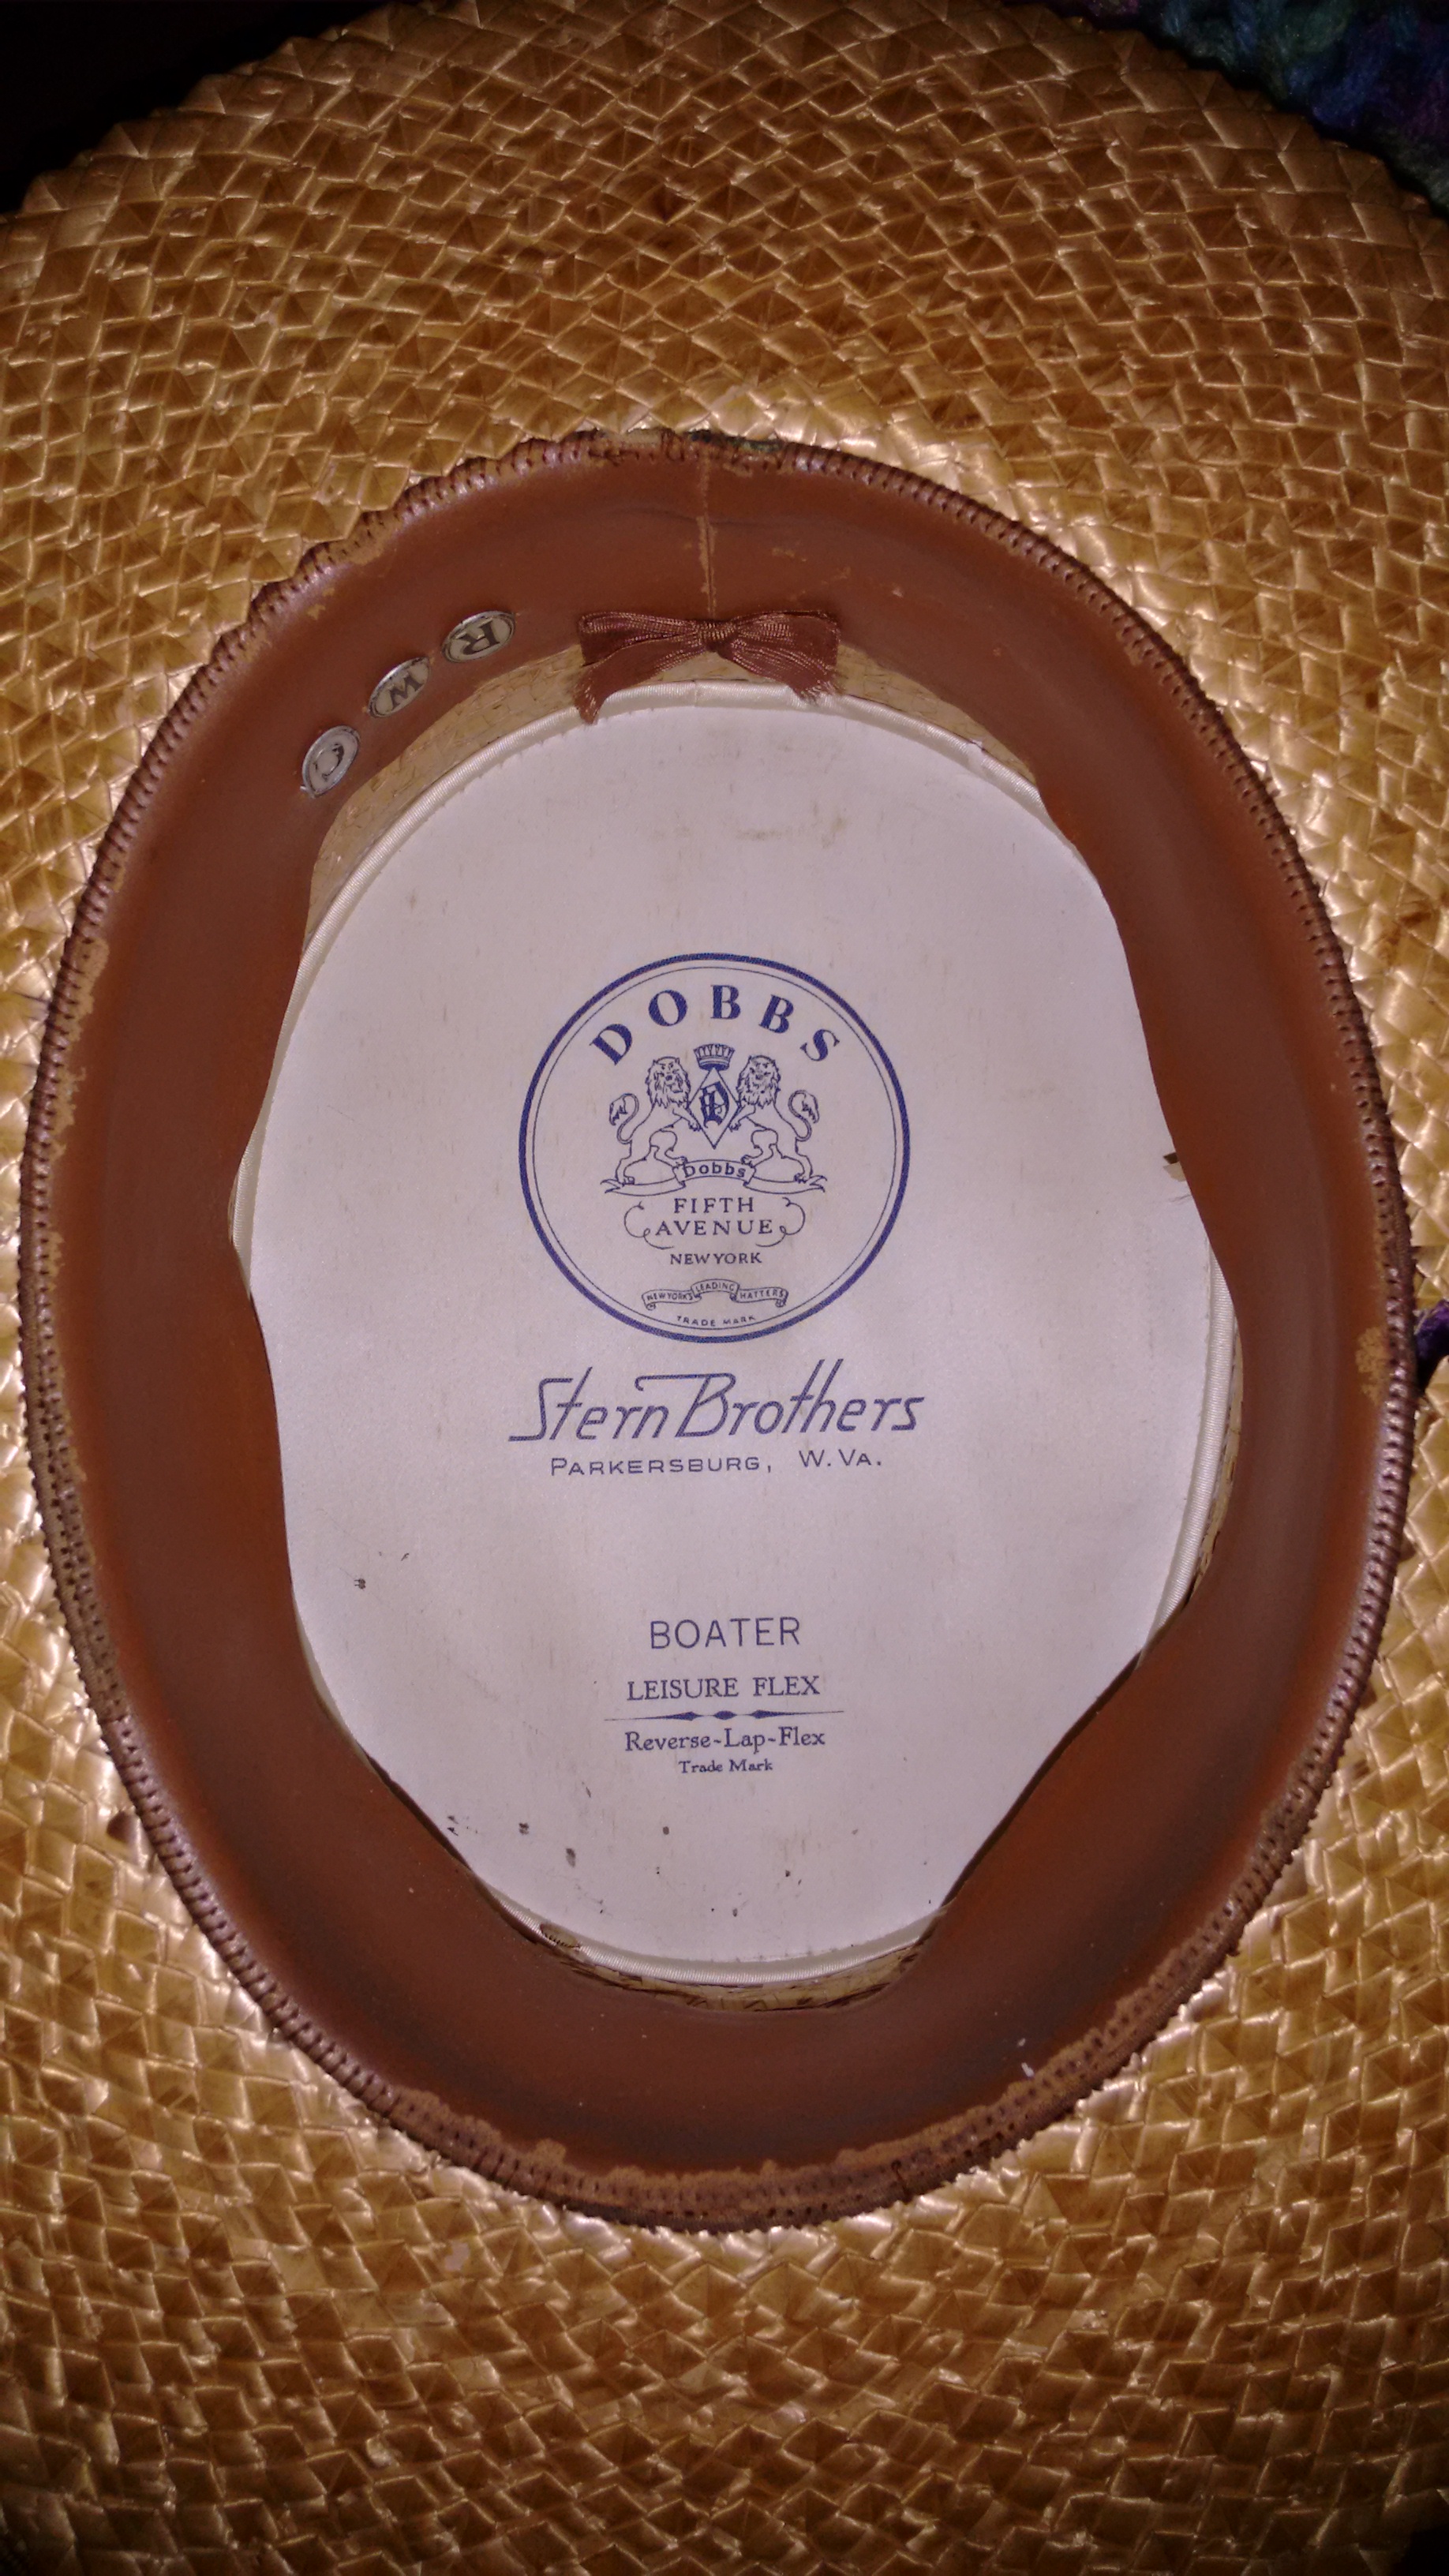 R
W
C
DOBBS
D
Dobbs
FIFTH
AVENUE
NEW YORK
NEW YORK'S LEADING HATTERS
TRADE MARK
Stern Brothers
PARKERSBURG, W. VA.
BOATER
LEISURE FLEX
Reverse-Lap-Flex
Trade Mark